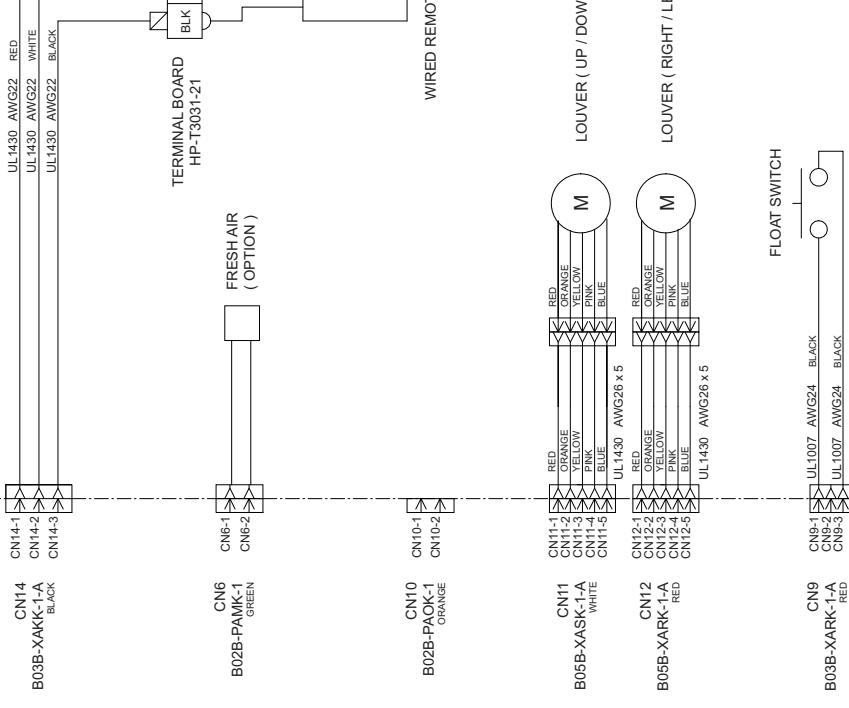 UL1430 AWG22 RED
UL1430 AWG22 WHITE
UL1430 AWG22 BLACK
BLK
TERMINAL BOARD
HP-T3031-21
CN14-1
CN14-2
CN14-3
CN14
B03B-XAKK-1-A
BLACK
FRESH AIR
( OPTION )
CN6-1
CN6-2
CN6
B02B-PAMK-1
GREEN
WIRED REMOT
CN10-1
CN10-2
CN10
B02B-PAOK-1
ORANGE
LOUVER ( UP / DOW
M
RED
ORANGE
YELLOW
PINK
BLUE
RED
ORANGE
YELLOW
PINK
BLUE
UL1430 AWG26 x 5
CN11-1
CN11-2
CN11-3
CN11-4
CN11-5
CN11
B05B-XASK-1-A
WHITE
LOUVER ( RIGHT / LE
M
RED
ORANGE
YELLOW
PINK
BLUE
RED
ORANGE
YELLOW
PINK
BLUE
UL1430 AWG26 x 5
CN12-1
CN12-2
CN12-3
CN12-4
CN12-5
CN12
B05B-XARK-1-A
RED
FLOAT SWITCH
UL1007 AWG24 BLACK
UL1007 AWG24 BLACK
CN9-1
CN9-2
CN9-3
CN9
B03B-XARK-1-A
RED